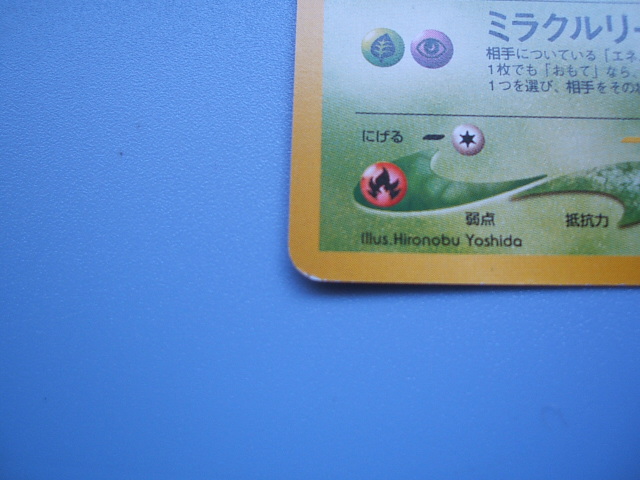 ミラクルリー
相手についている「エネ
1枚でも「おもて」なら、
1つを選び、相手をその
にげる
弱点 抵抗力
Illus.Hironobu Yoshida